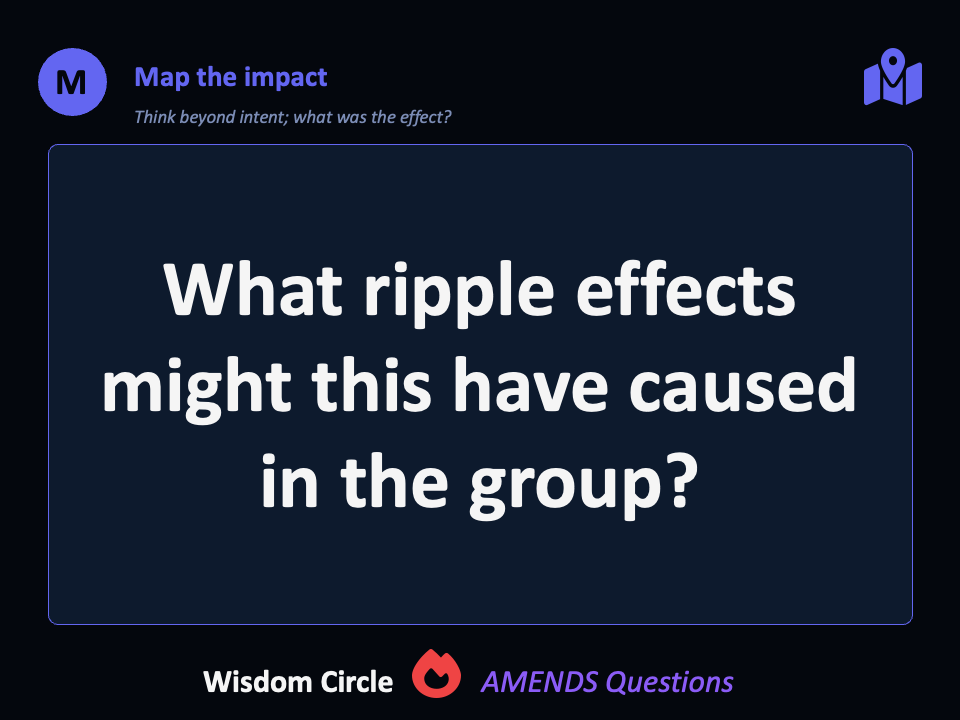 M
Map the impact
Think beyond intent; what was the effect?
What ripple effects
might this have caused
in the group?
Wisdom Circle
AMENDS Questions